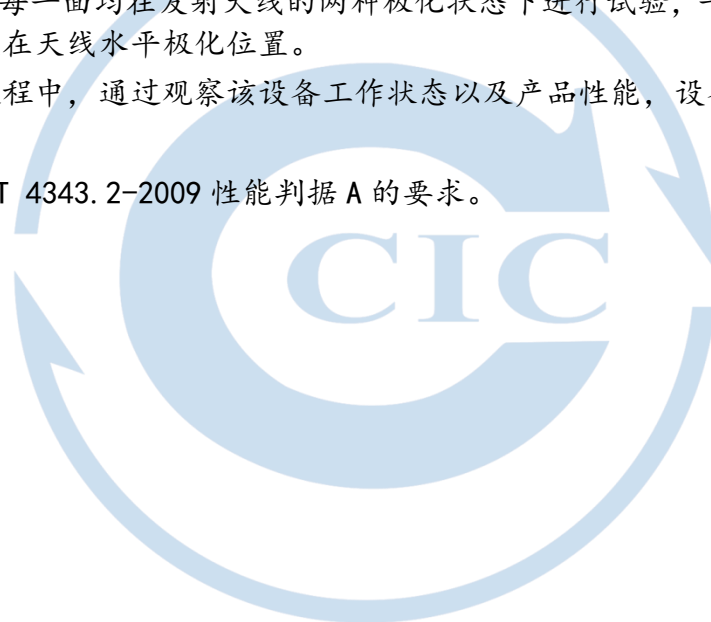 每一面均在发射天线的两种极化状态下进行试验，
在天线水平极化位置。
程中，通过观察该设备工作状态以及产品性能，设
T 4343.2-2009 性能判据 A 的要求。
CIC